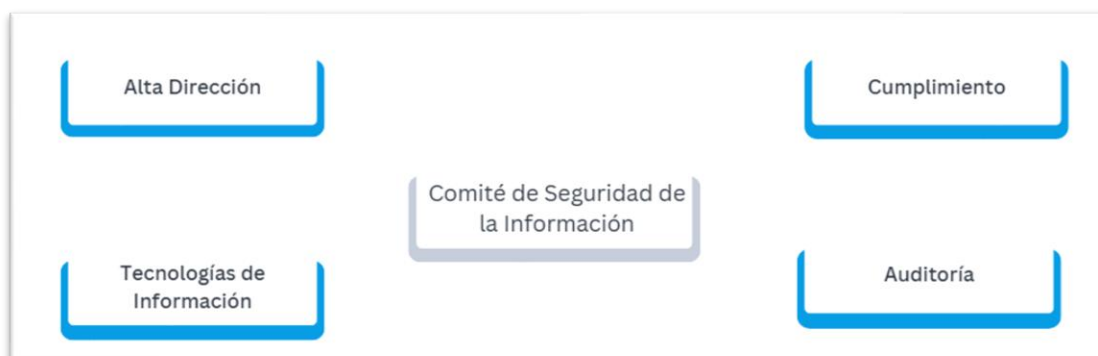 Alta Dirección
Cumplimiento
Comité de Seguridad de
la Información
Tecnologías de
Información
Auditoría